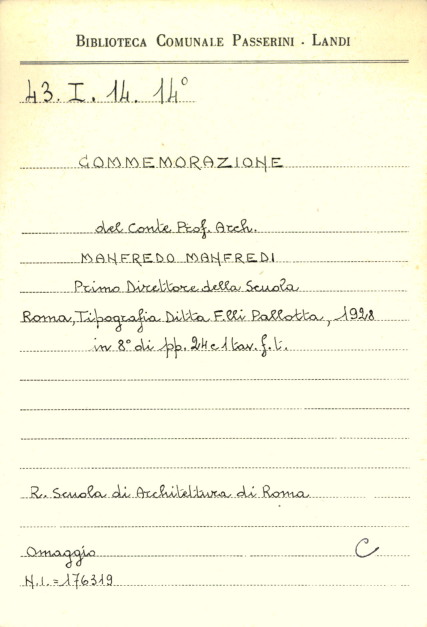 BIBLIOTECA COMUNALE PASSERINI - LANDI
43. I. 14. 14°
COMMEMORAZIONE
del Conte Prof. Arch.
MANFREDO MANFREDI
Primo Direttore della Scuola
Roma, Tipografia Ditta F.lli Pallotta, 1928
in 8° di pp. 24 e 1 tav. f. t.
R. Scuola di Architettura di Roma
Omaggio C
N.I. = 176319